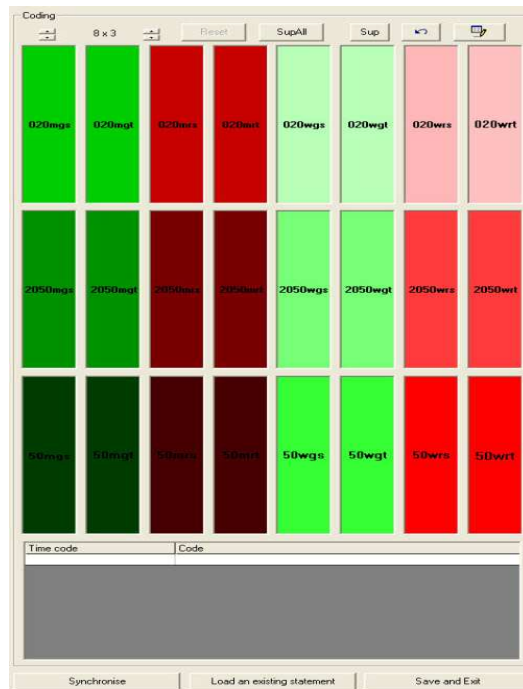 Coding
8 x 3 Reset SupAll Sup
020mgs 020mgt 020mrs 020mrt 020wgs 020wgt 020wrs 020wrt
2050mgs 2050mgt 2050mrs 2050mrt 2050wgs 2050wgt 2050wrs 2050wrt
50mgs 50mgt 50mrs 50mrt 50wgs 50wgt 50wrs 50wrt
Time code Code
Synchronise Load an existing statement Save and Exit